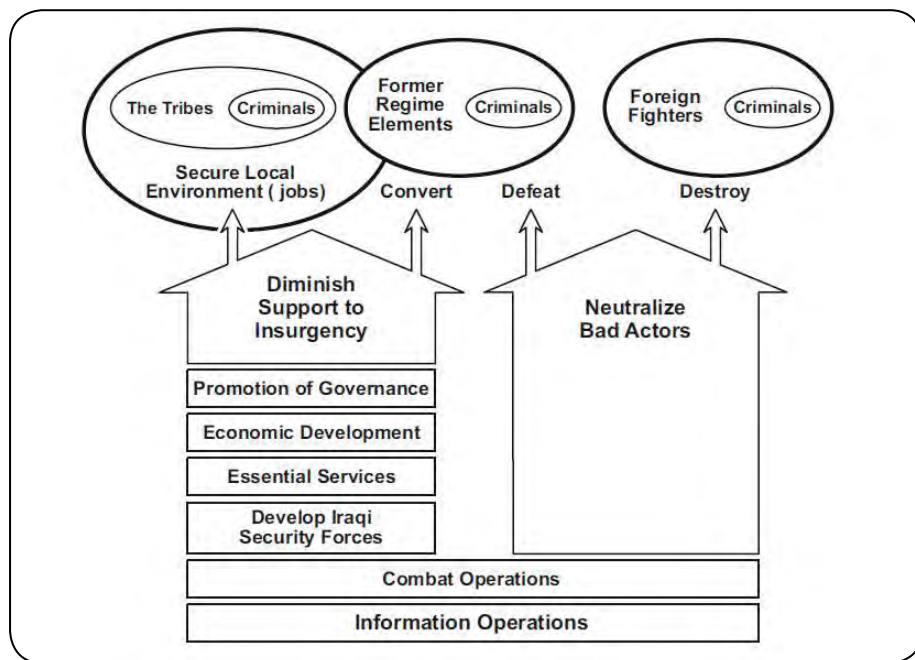 The Tribes
Criminals
Secure Local
Environment ( jobs)
Former
Regime
Elements
Criminals
Foreign
Fighters
Criminals
Convert
Defeat
Destroy
Diminish
Support to
Insurgency
Neutralize
Bad Actors
Promotion of Governance
Economic Development
Essential Services
Develop Iraqi
Security Forces
Combat Operations
Information Operations